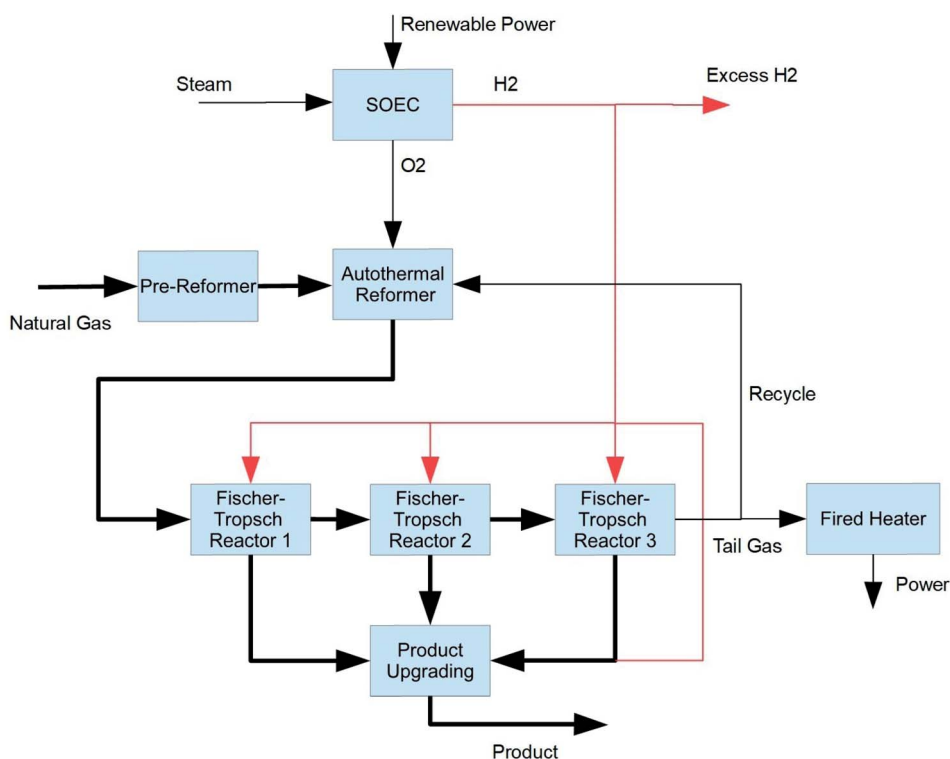 Renewable Power
Steam
SOEC
H2
Excess H2
O2
Pre-Reformer
Autothermal
Reformer
Natural Gas
Recycle
Fischer-
Tropsch
Reactor 1
Fischer-
Tropsch
Reactor 2
Fischer-
Tropsch
Reactor 3
Fired Heater
Tail Gas
Power
Product
Upgrading
Product